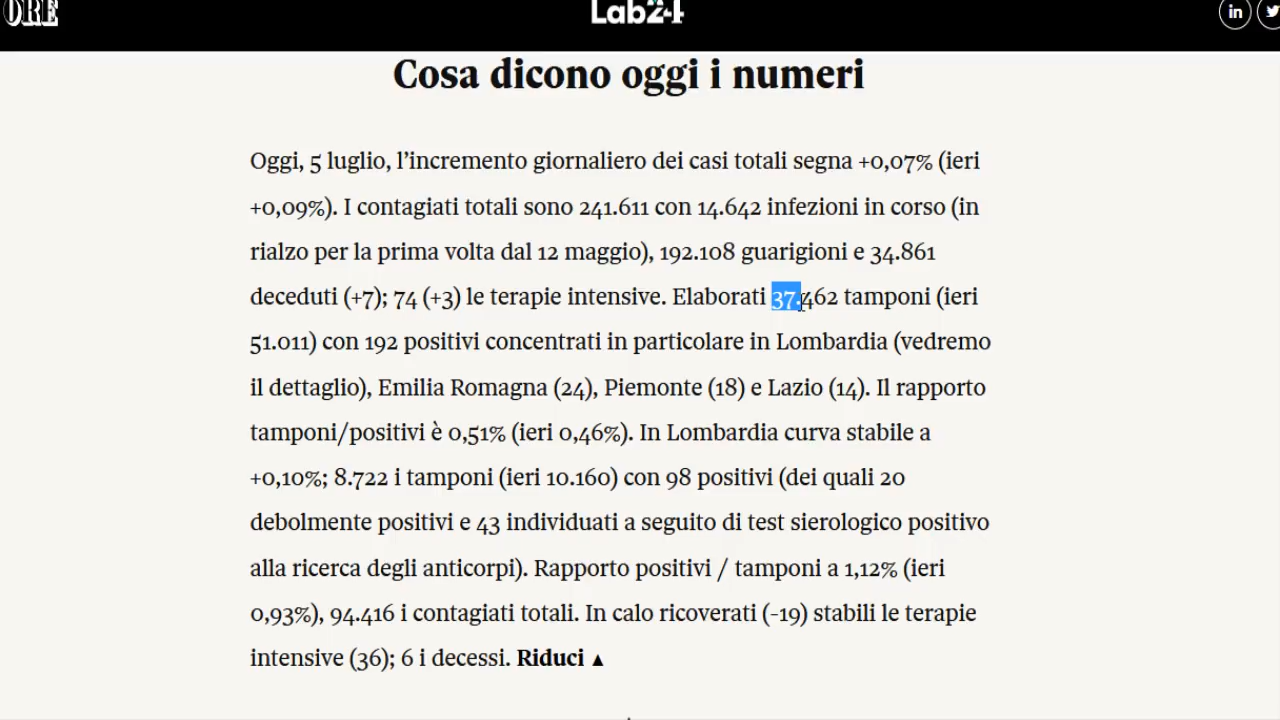 ORE
Lab24
in
Cosa dicono oggi i numeri
Oggi, 5 luglio, l’incremento giornaliero dei casi totali segna +0,07% (ieri
+0,09%). I contagiati totali sono 241.611 con 14.642 infezioni in corso (in
rialzo per la prima volta dal 12 maggio), 192.108 guarigioni e 34.861
deceduti (+7); 74 (+3) le terapie intensive. Elaborati 37.462 tamponi (ieri
51.011) con 192 positivi concentrati in particolare in Lombardia (vedremo
il dettaglio), Emilia Romagna (24), Piemonte (18) e Lazio (14). Il rapporto
tamponi/positivi è 0,51% (ieri 0,46%). In Lombardia curva stabile a
+0,10%; 8.722 i tamponi (ieri 10.160) con 98 positivi (dei quali 20
debolmente positivi e 43 individuati a seguito di test sierologico positivo
alla ricerca degli anticorpi). Rapporto positivi / tamponi a 1,12% (ieri
0,93%), 94.416 i contagiati totali. In calo ricoverati (-19) stabili le terapie
intensive (36); 6 i decessi. Riduci ▲